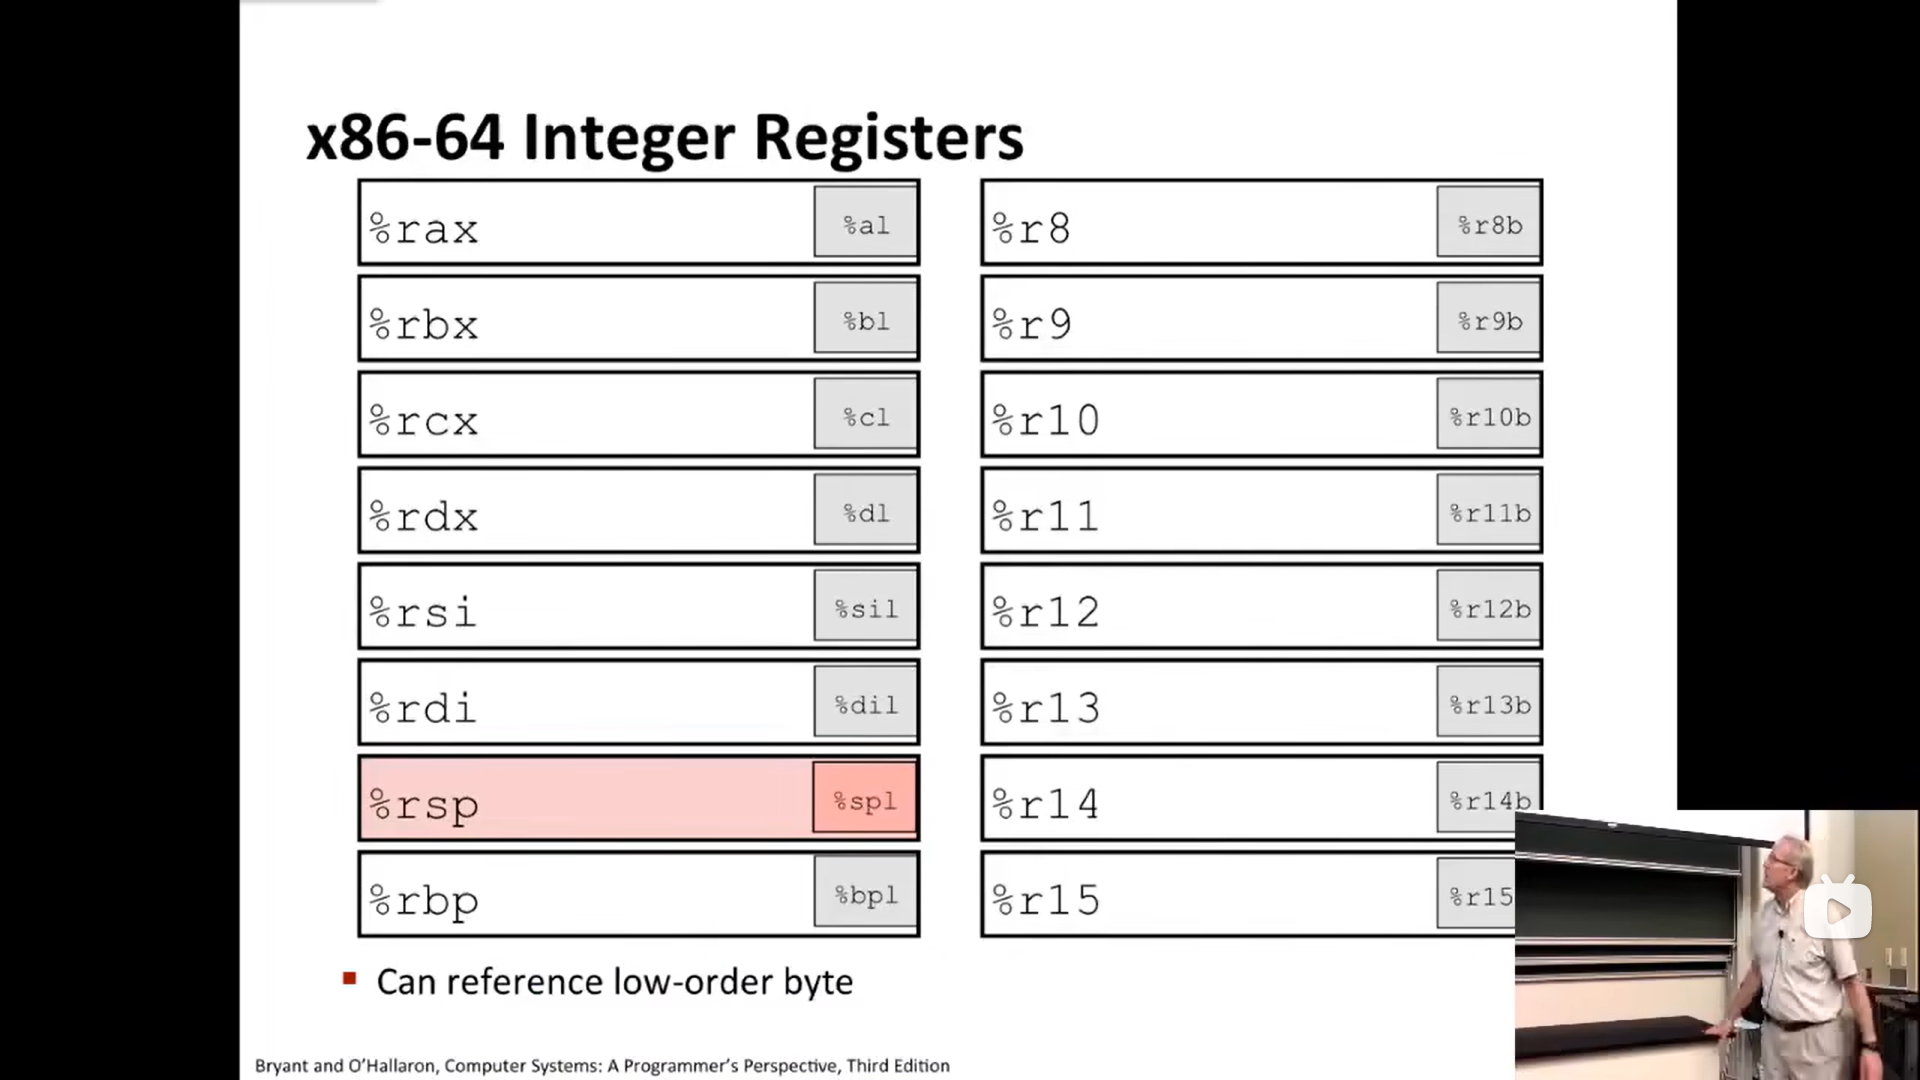 x86-64 Integer Registers
%rax %al %r8 %r8b
%rbx %bl %r9 %r9b
%rcx %cl %r10 %r10b
%rdx %dl %r11 %r11b
%rsi %sil %r12 %r12b
%rdi %dil %r13 %r13b
%rsp %spl %r14 %r14b
%rbp %bpl %r15 %r15
Can reference low-order byte
Bryant and O'Hallaron, Computer Systems: A Programmer's Perspective, Third Edition